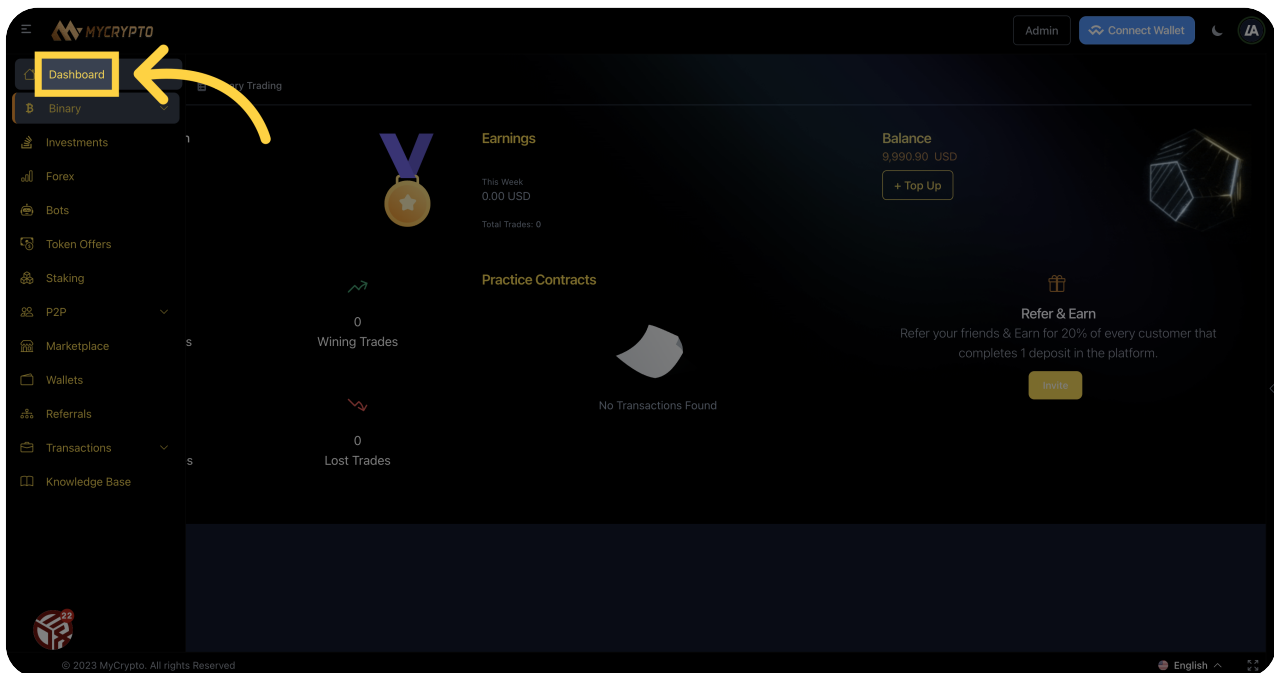 MYCRYPTO
Admin
Connect Wallet
Dashboard
Binary
Investments
Forex
Bots
Token Offers
Staking
P2P
Marketplace
Wallets
Referrals
Transactions
Knowledge Base
22
Trading
Earnings
This Week
0.00 USD
Total Trades: 0
Balance
9,990.90 USD
+ Top Up
0
Wining Trades
0
Lost Trades
Practice Contracts
No Transactions Found
Refer & Earn
Refer your friends & Earn for 20% of every customer that
completes 1 deposit in the platform.
Invite
© 2023 MyCrypto. All rights Reserved
English